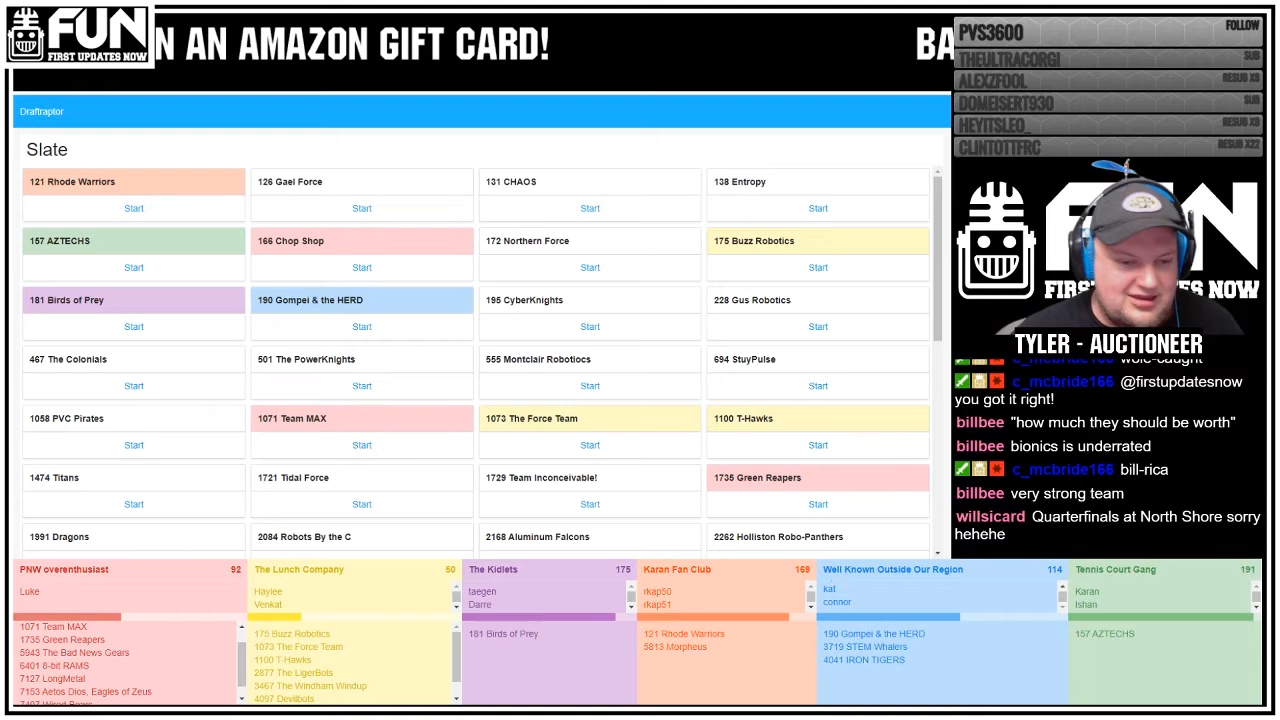 FUN
FIRST UPDATES NOW
N AN AMAZON GIFT CARD!
BA
PVS3600 FOLLOW
THEULTRACORGI SUB
ALEXZFOOL RESUB X8
DOMEISERT930 SUB
HEYITSLEO_ RESUB X9
CLINTOTTFRC RESUB X22
Draftraptor
Slate
121 Rhode Warriors
126 Gael Force
131 CHAOS
138 Entropy
Start
Start
Start
Start
157 AZTECHS
166 Chop Shop
172 Northern Force
175 Buzz Robotics
Start
Start
Start
Start
181 Birds of Prey
190 Gompei & the HERD
195 CyberKnights
228 Gus Robotics
Start
Start
Start
Start
467 The Colonials
501 The PowerKnights
555 Montclair Robotiocs
694 StuyPulse
Start
Start
Start
Start
1058 PVC Pirates
1071 Team MAX
1073 The Force Team
1100 T-Hawks
Start
Start
Start
Start
1474 Titans
1721 Tidal Force
1729 Team Inconceivable!
1735 Green Reapers
Start
Start
Start
Start
1991 Dragons
2084 Robots By the C
2168 Aluminum Falcons
2262 Holliston Robo-Panthers
TYLER - AUCTIONEER
c_mcbride166 @firstupdatesnow
you got it right!
billbee "how much they should be worth"
billbee bionics is underrated
c_mcbride166 bill-rica
billbee very strong team
willsicard Quarterfinals at North Shore sorry
hehehe
PNW overenthusiast 92
Luke
1071 Team MAX
1735 Green Reapers
5943 The Bad News Gears
6401 8-bit RAMS
7127 LongMetal
7153 Aetos Dios, Eagles of Zeus
The Lunch Company 50
Haylee
Venkat
175 Buzz Robotics
1073 The Force Team
1100 T-Hawks
2877 The LigerBots
3467 The Windham Windup
4097 Devilbots
The Kidlets 175
taegen
Darre
181 Birds of Prey
Karan Fan Club 169
rkap50
rkap51
121 Rhode Warriors
5813 Morpheus
Well Known Outside Our Region 114
kat
connor
190 Gompei & the HERD
3719 STEM Whalers
4041 IRON TIGERS
Tennis Court Gang 191
Karan
Ishan
157 AZTECHS